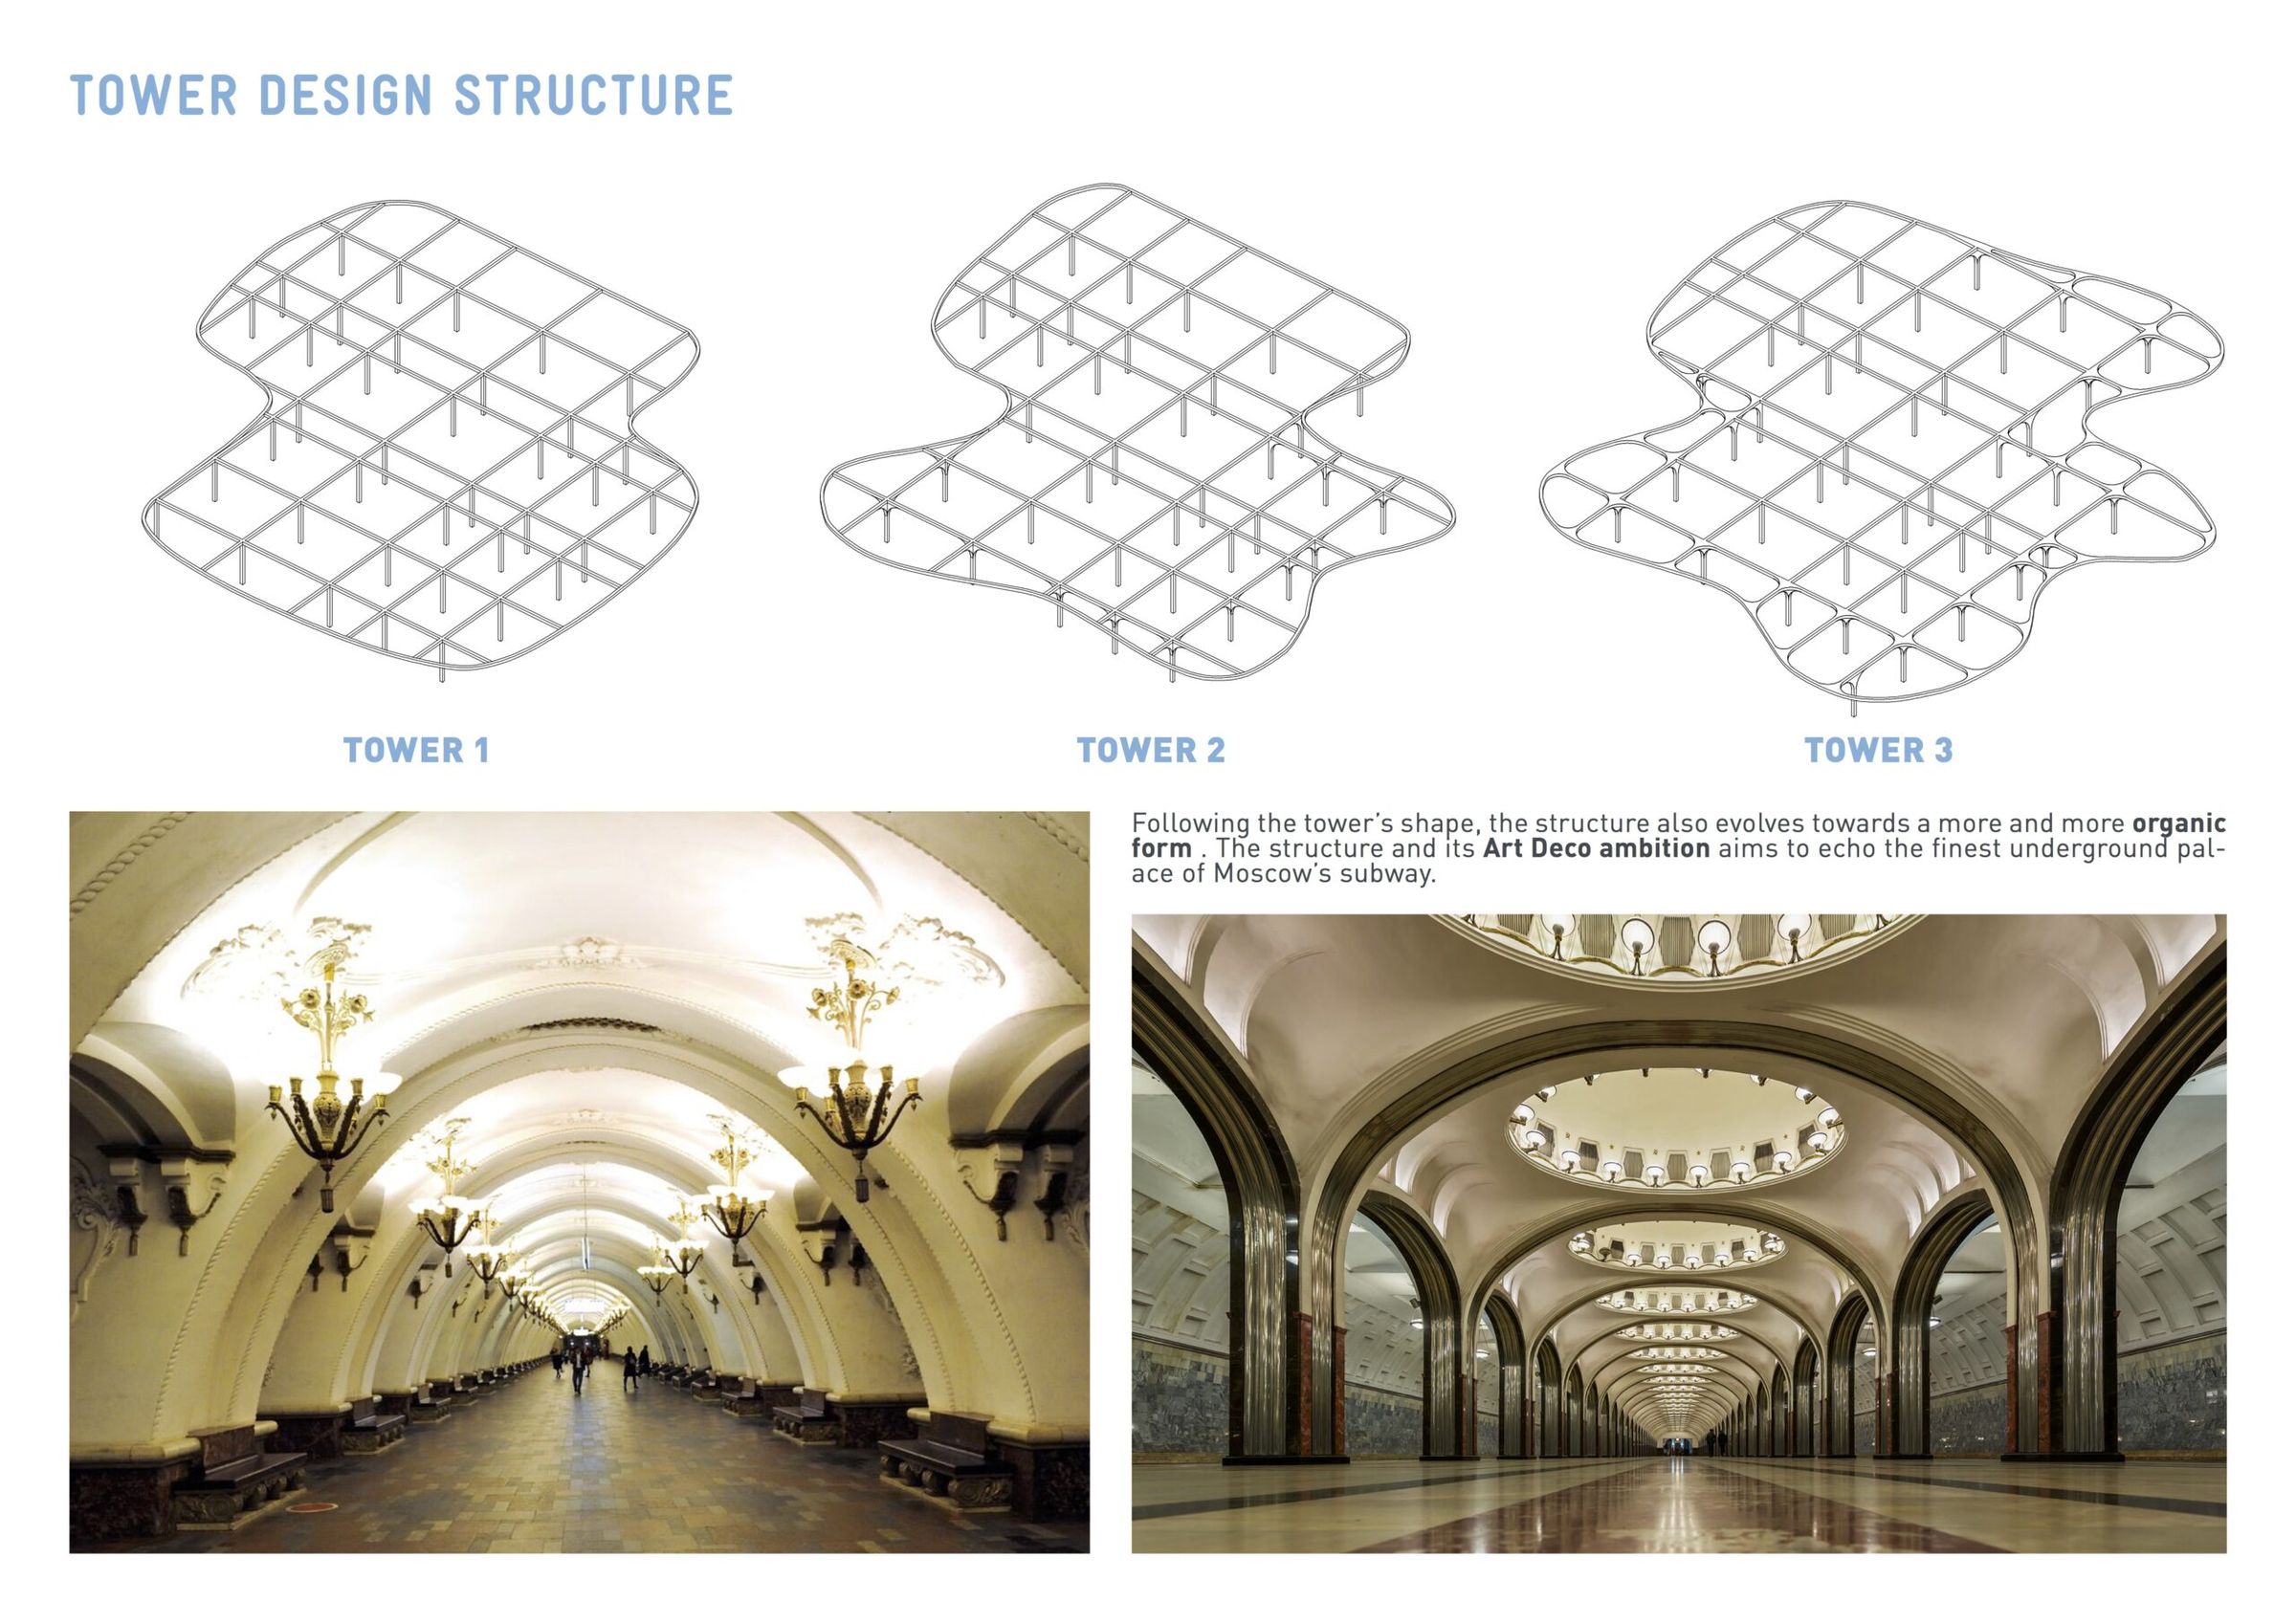 TOWER DESIGN STRUCTURE
TOWER 1
TOWER 2
TOWER 3
Following the tower's shape, the structure also evolves towards a more and more organic
form . The structure and its Art Deco ambition aims to echo the finest underground pal-
ace of Moscow's subway.